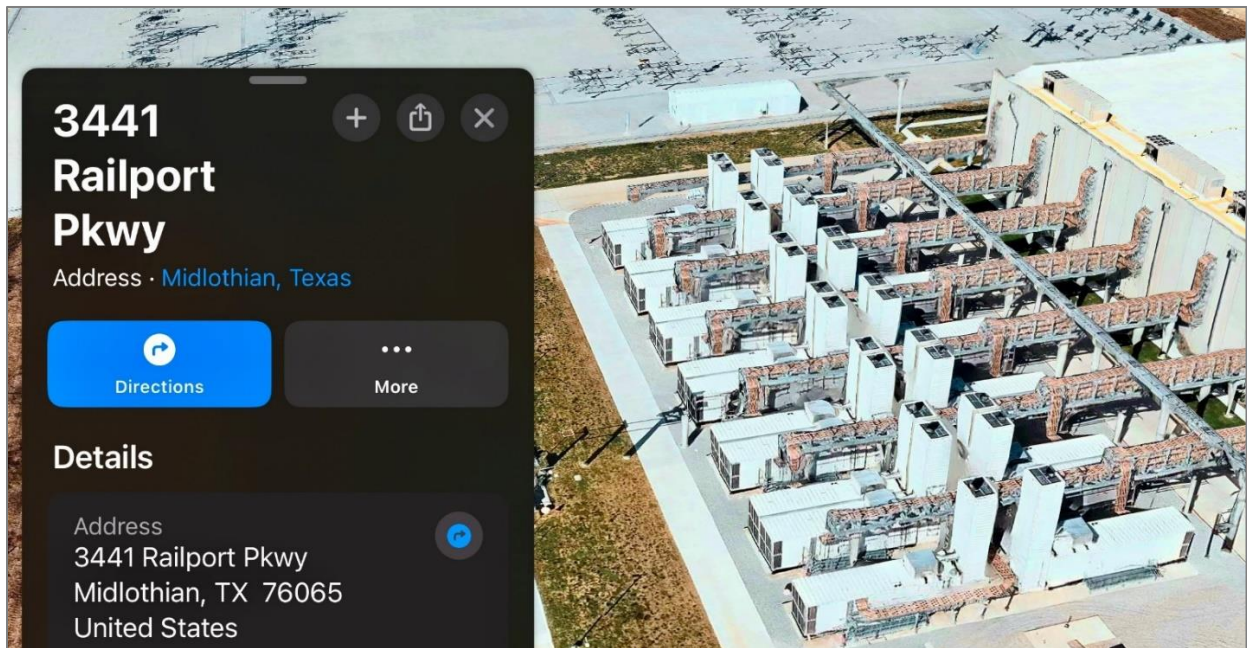 3441
Railport
Pkwy
Address · Midlothian, Texas
Directions
More
Details
Address
3441 Railport Pkwy
Midlothian, TX  76065
United States